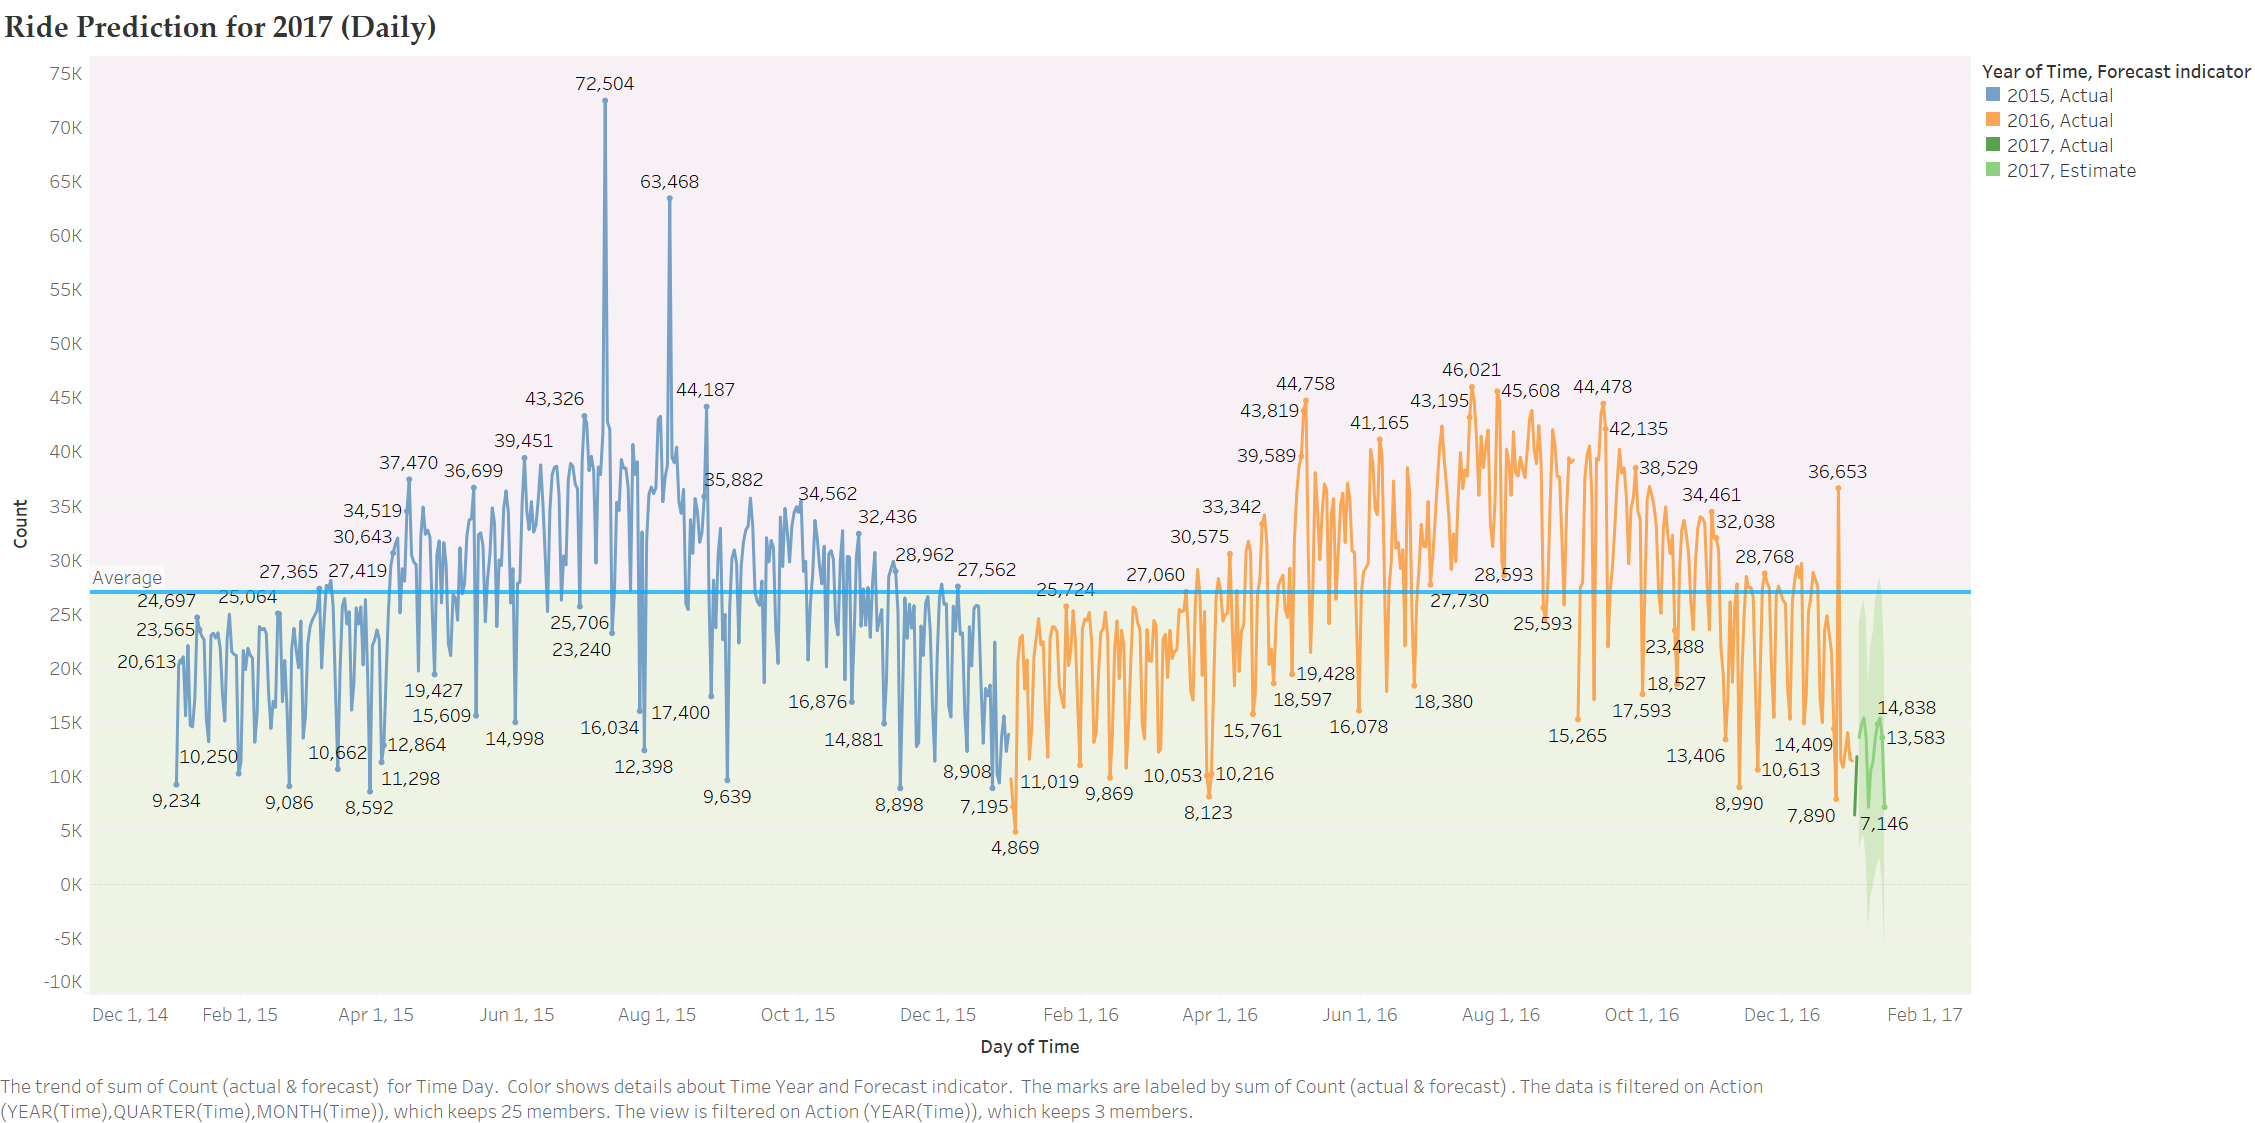 Ride Prediction for 2017 (Daily)
75K
70K
65K
60K
55K
50K
45K
40K
35K
30K
25K
20K
15K
10K
5K
0K
-5K
-10K
Count
Average
72,504
63,468
44,187
43,326
39,451
37,470
36,699
35,882
34,519
34,562
30,643
32,436
28,962
27,365
27,419
27,562
24,697
25,064
23,565
20,613
25,706
23,240
19,427
15,609
14,998
16,034
17,400
16,876
14,881
12,398
10,250
10,662
12,864
11,298
9,234
9,086
8,592
9,639
8,898
8,908
7,195
4,869
25,724
27,060
30,575
33,342
39,589
43,819
44,758
41,165
43,195
46,021
45,608
44,478
42,135
38,529
34,461
32,038
28,768
36,653
28,593
27,730
25,593
23,488
19,428
18,597
18,380
18,527
17,593
15,761
16,078
15,265
11,019
9,869
10,053
10,216
8,123
13,406
14,409
10,613
8,990
7,890
14,838
13,583
7,146
Dec 1, 14
Feb 1, 15
Apr 1, 15
Jun 1, 15
Aug 1, 15
Oct 1, 15
Dec 1, 15
Feb 1, 16
Apr 1, 16
Jun 1, 16
Aug 1, 16
Oct 1, 16
Dec 1, 16
Feb 1, 17
Day of Time
Year of Time, Forecast indicator
2015, Actual
2016, Actual
2017, Actual
2017, Estimate
The trend of sum of Count (actual & forecast)  for Time Day.  Color shows details about Time Year and Forecast indicator.  The marks are labeled by sum of Count (actual & forecast) . The data is filtered on Action
(YEAR(Time),QUARTER(Time),MONTH(Time)), which keeps 25 members. The view is filtered on Action (YEAR(Time)), which keeps 3 members.